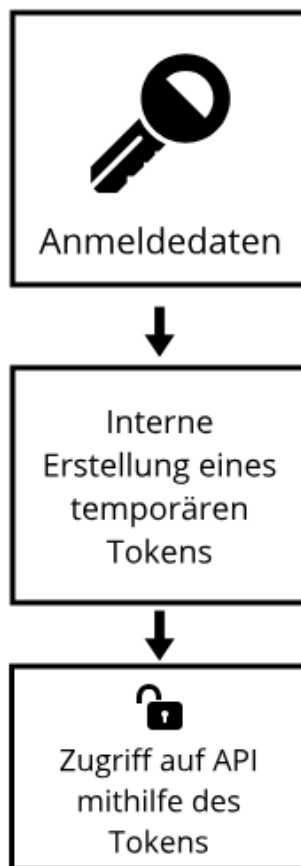 Anmeldedaten
Interne
Erstellung eines
temporären
Tokens
Zugriff auf API
mithilfe des
Tokens